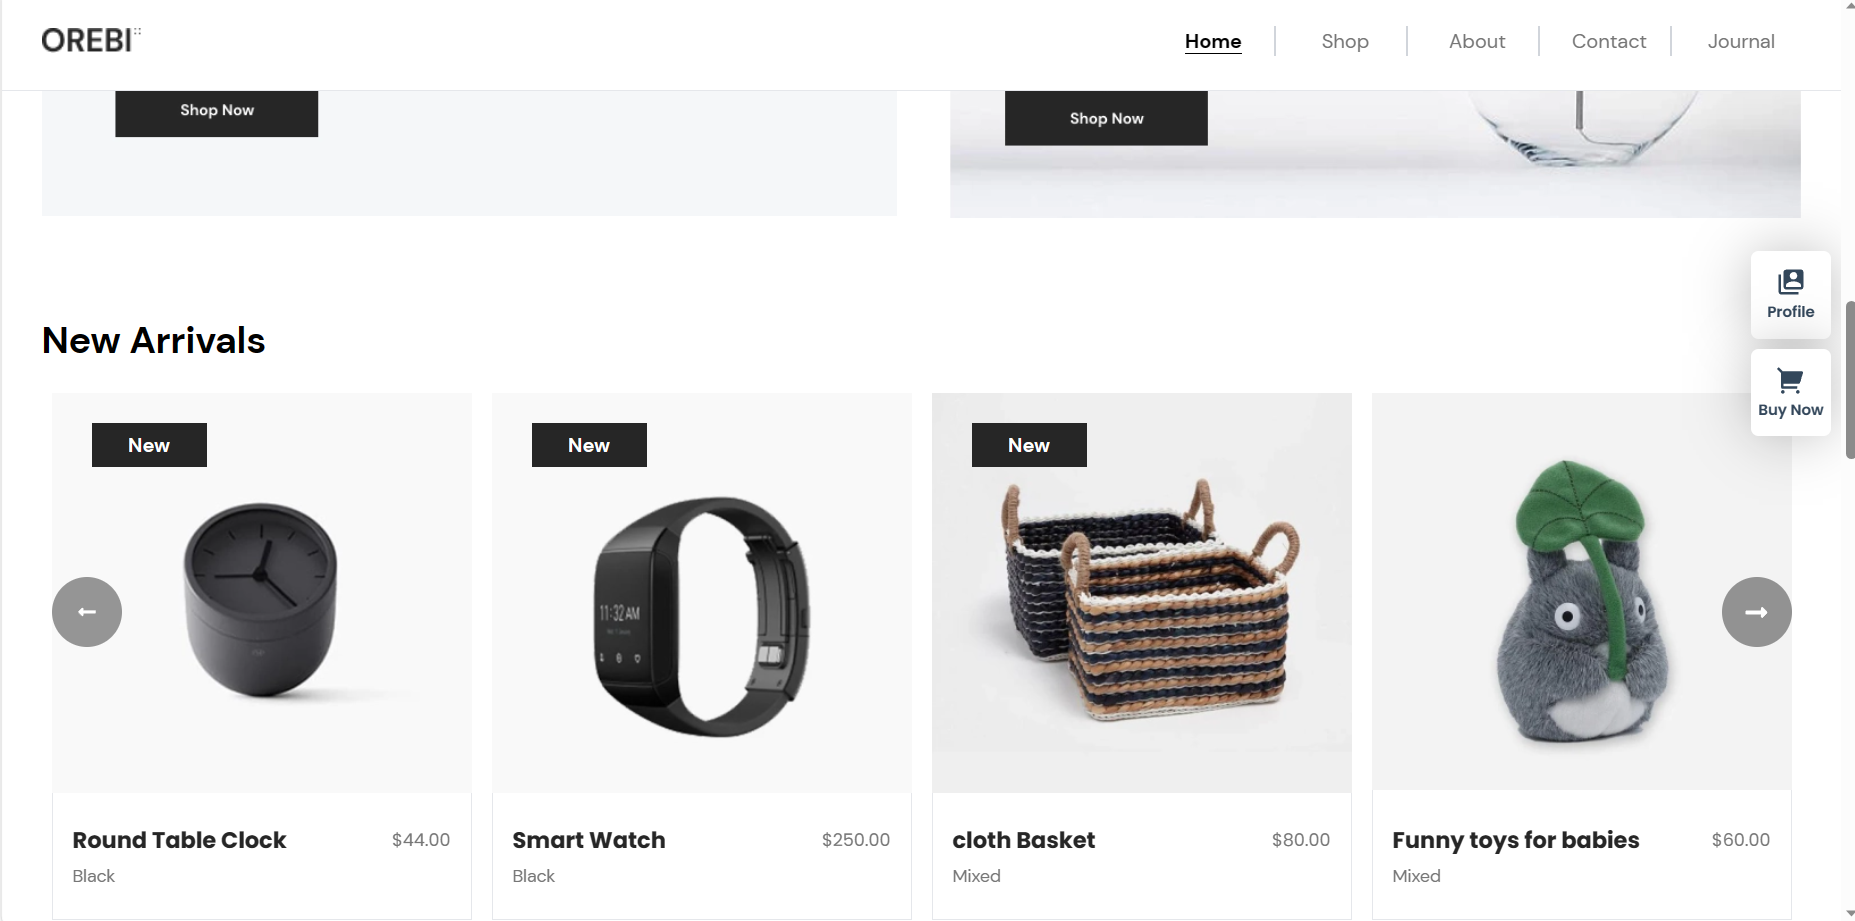 OREBI
Home Shop About Contact Journal
Shop Now
Shop Now
Profile
Buy Now
New Arrivals
New
New
New
11:32 AM
Round Table Clock $44.00
Black
Smart Watch $250.00
Black
cloth Basket $80.00
Mixed
Funny toys for babies $60.00
Mixed